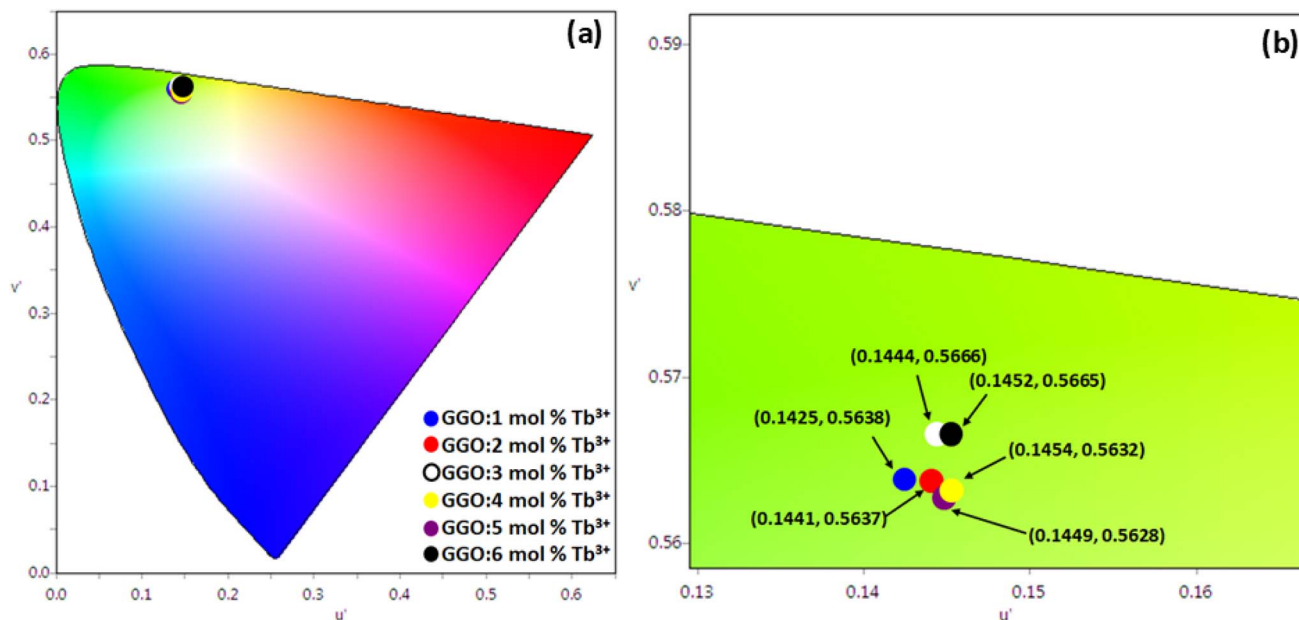 (a)
0.6
0.5
0.4
v'
0.3
0.2
0.1
0.0
0.0 0.1 0.2 0.3 0.4 0.5 0.6
u'
GGO:1 mol % Tb³⁺
GGO:2 mol % Tb³⁺
GGO:3 mol % Tb³⁺
GGO:4 mol % Tb³⁺
GGO:5 mol % Tb³⁺
GGO:6 mol % Tb³⁺
(b)
0.59
0.58
v'
0.57
0.56
0.13 0.14 0.15 0.16
u'
(0.1444, 0.5666)
(0.1452, 0.5665)
(0.1425, 0.5638)
(0.1454, 0.5632)
(0.1441, 0.5637)
(0.1449, 0.5628)